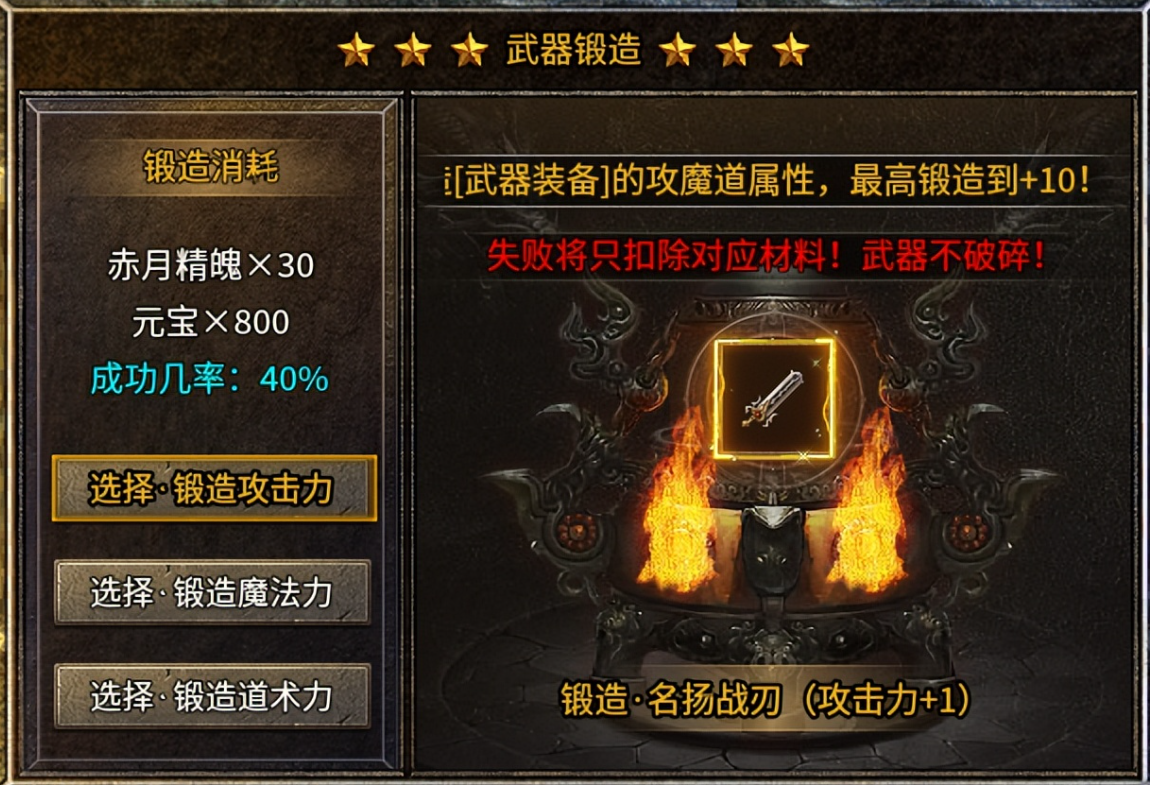 武器锻造
锻造消耗
赤月精魄×30
元宝×800
成功几率：40%
选择·锻造攻击力
选择·锻造魔法力
选择·锻造道术力
[武器装备]的攻魔道属性，最高锻造到+10！
失败将只扣除对应材料！武器不破碎！
锻造·名扬战刃（攻击力+1）